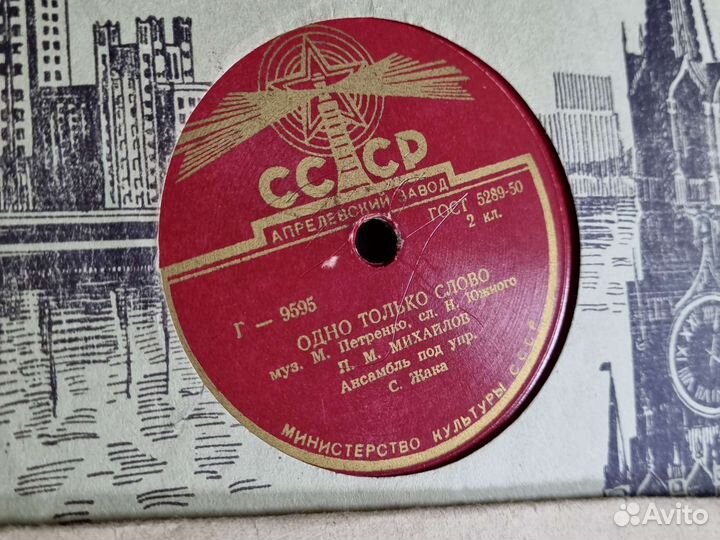 СССР
АПРЕЛЕВСКИЙ ЗАВОД
ГОСТ 5289-50
2 кл.
Г — 9595
ОДНО ТОЛЬКО СЛОВО
муз. М. Петренко, сл. Н. Южного
П. М. МИХАЙЛОВ
Ансамбль под упр.
С. Жака
МИНИСТЕРСТВО КУЛЬТУРЫ СССР
Avito